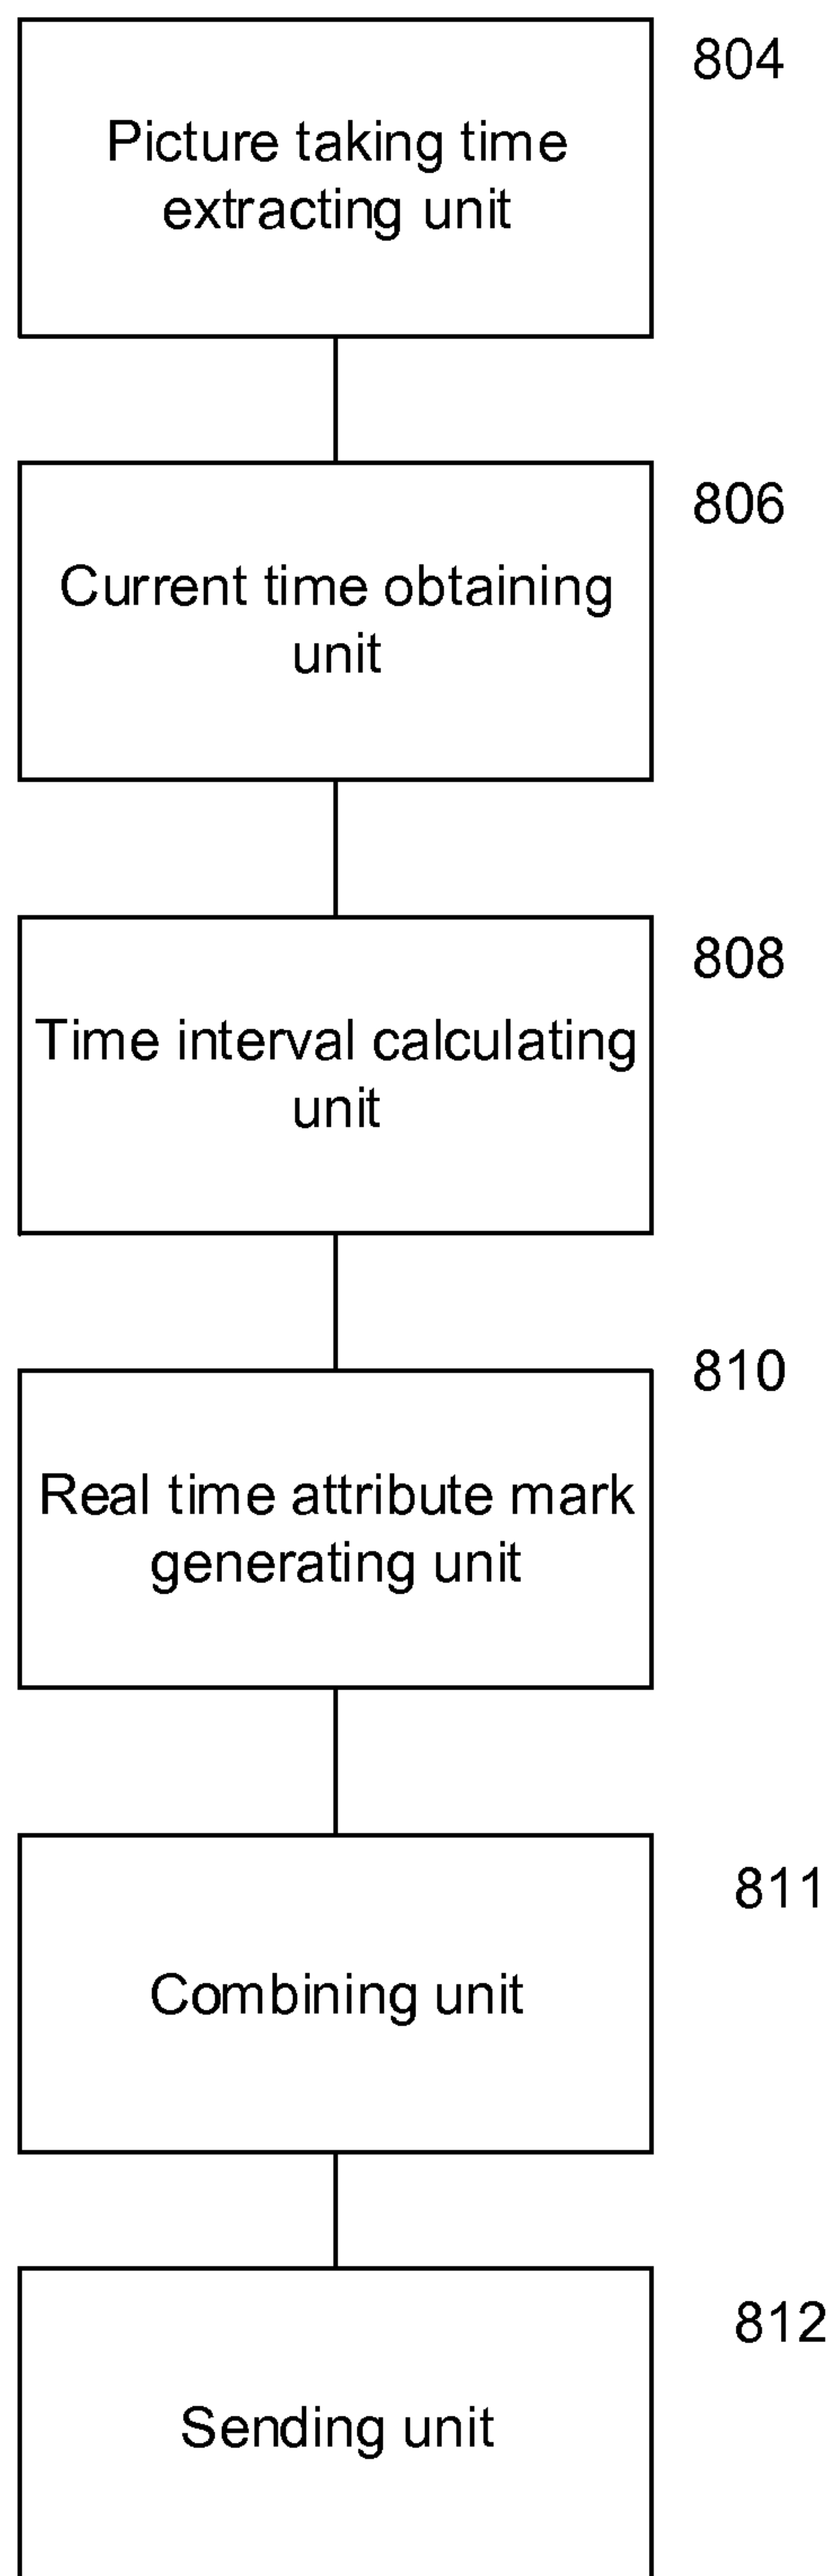 804
Picture taking time
extracting unit
806
Current time obtaining
unit
808
Time interval calculating
unit
810
Real time attribute mark
generating unit
811
Combining unit
812
Sending unit